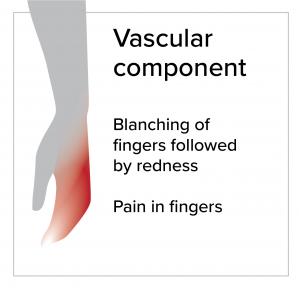 Vascular
component
Blanching of
fingers followed
by redness
Pain in fingers